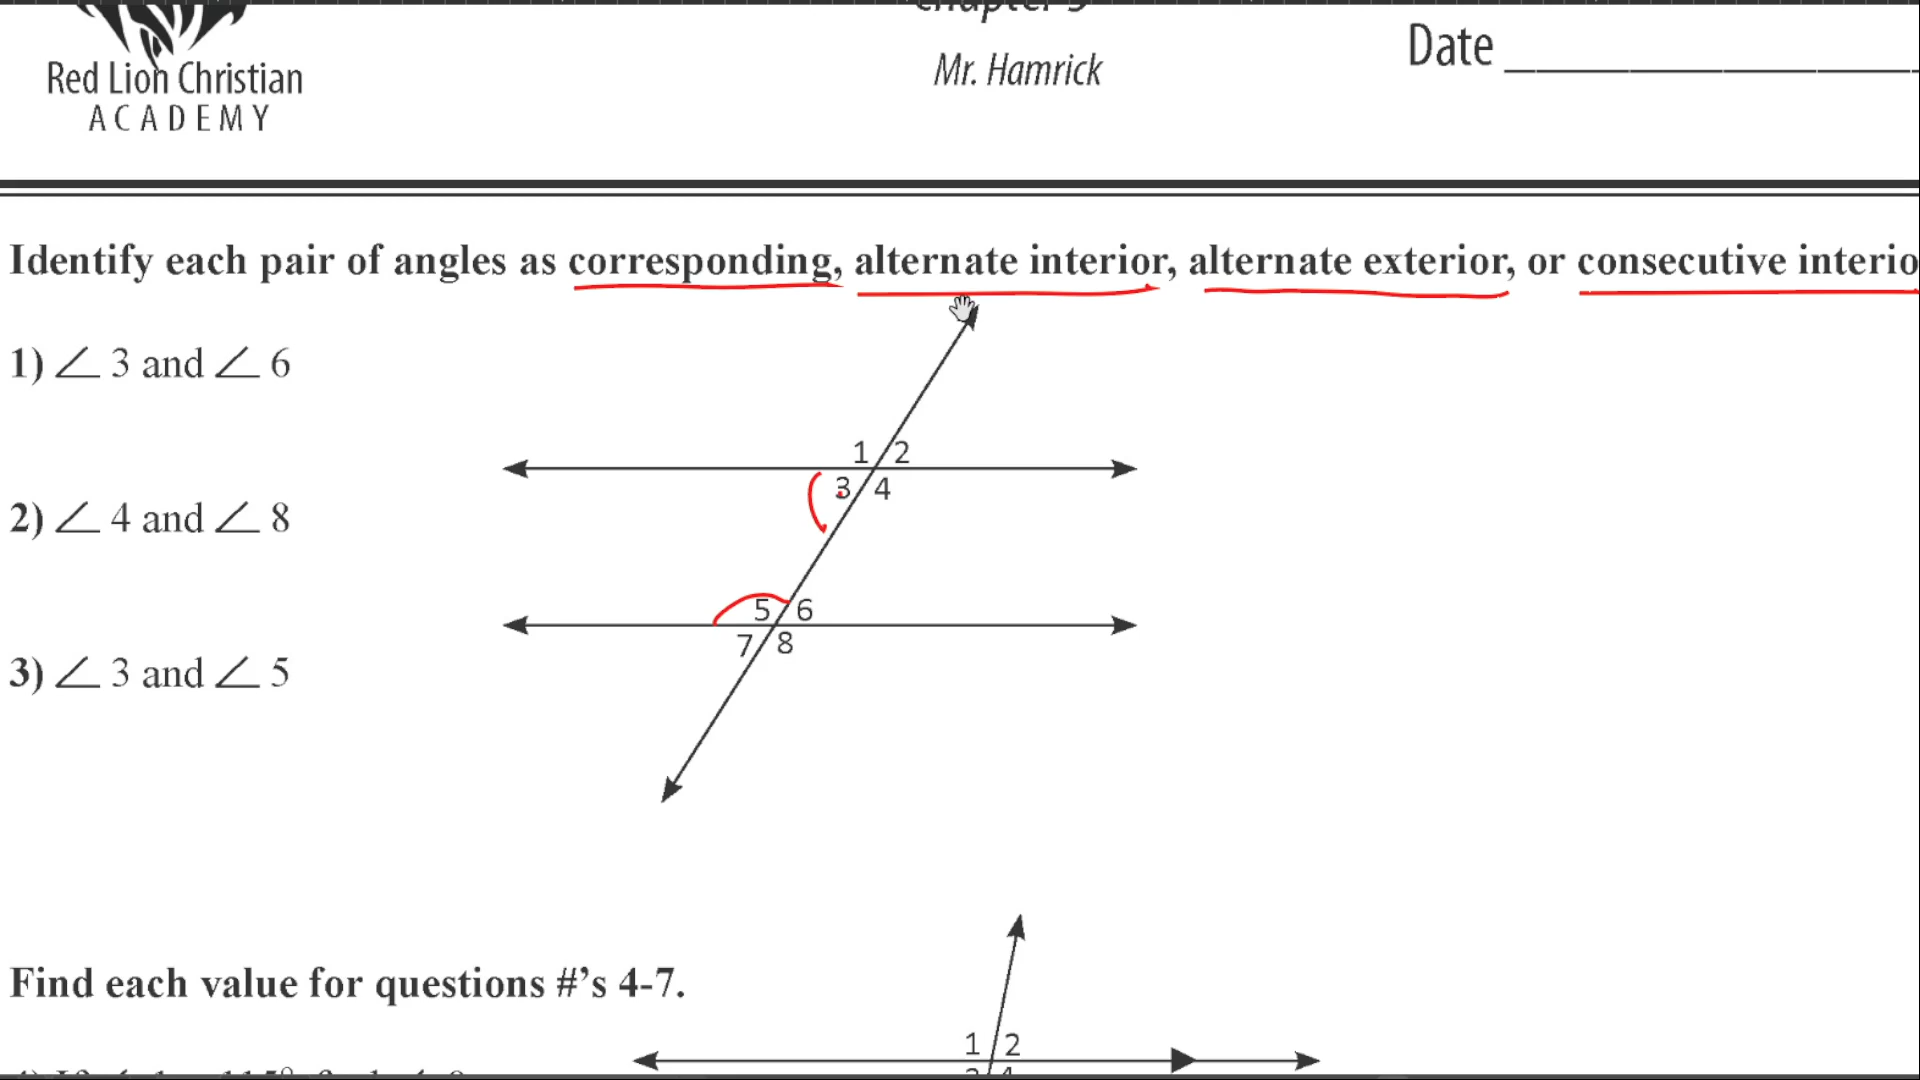 Red Lion Christian
ACADEMY
Mr. Hamrick
Date
Identify each pair of angles as corresponding, alternate interior, alternate exterior, or consecutive interio
1) ∠ 3 and ∠ 6
2) ∠ 4 and ∠ 8
3) ∠ 3 and ∠ 5
1 2
3 4
5 6
7 8
Find each value for questions #’s 4-7.
1 2